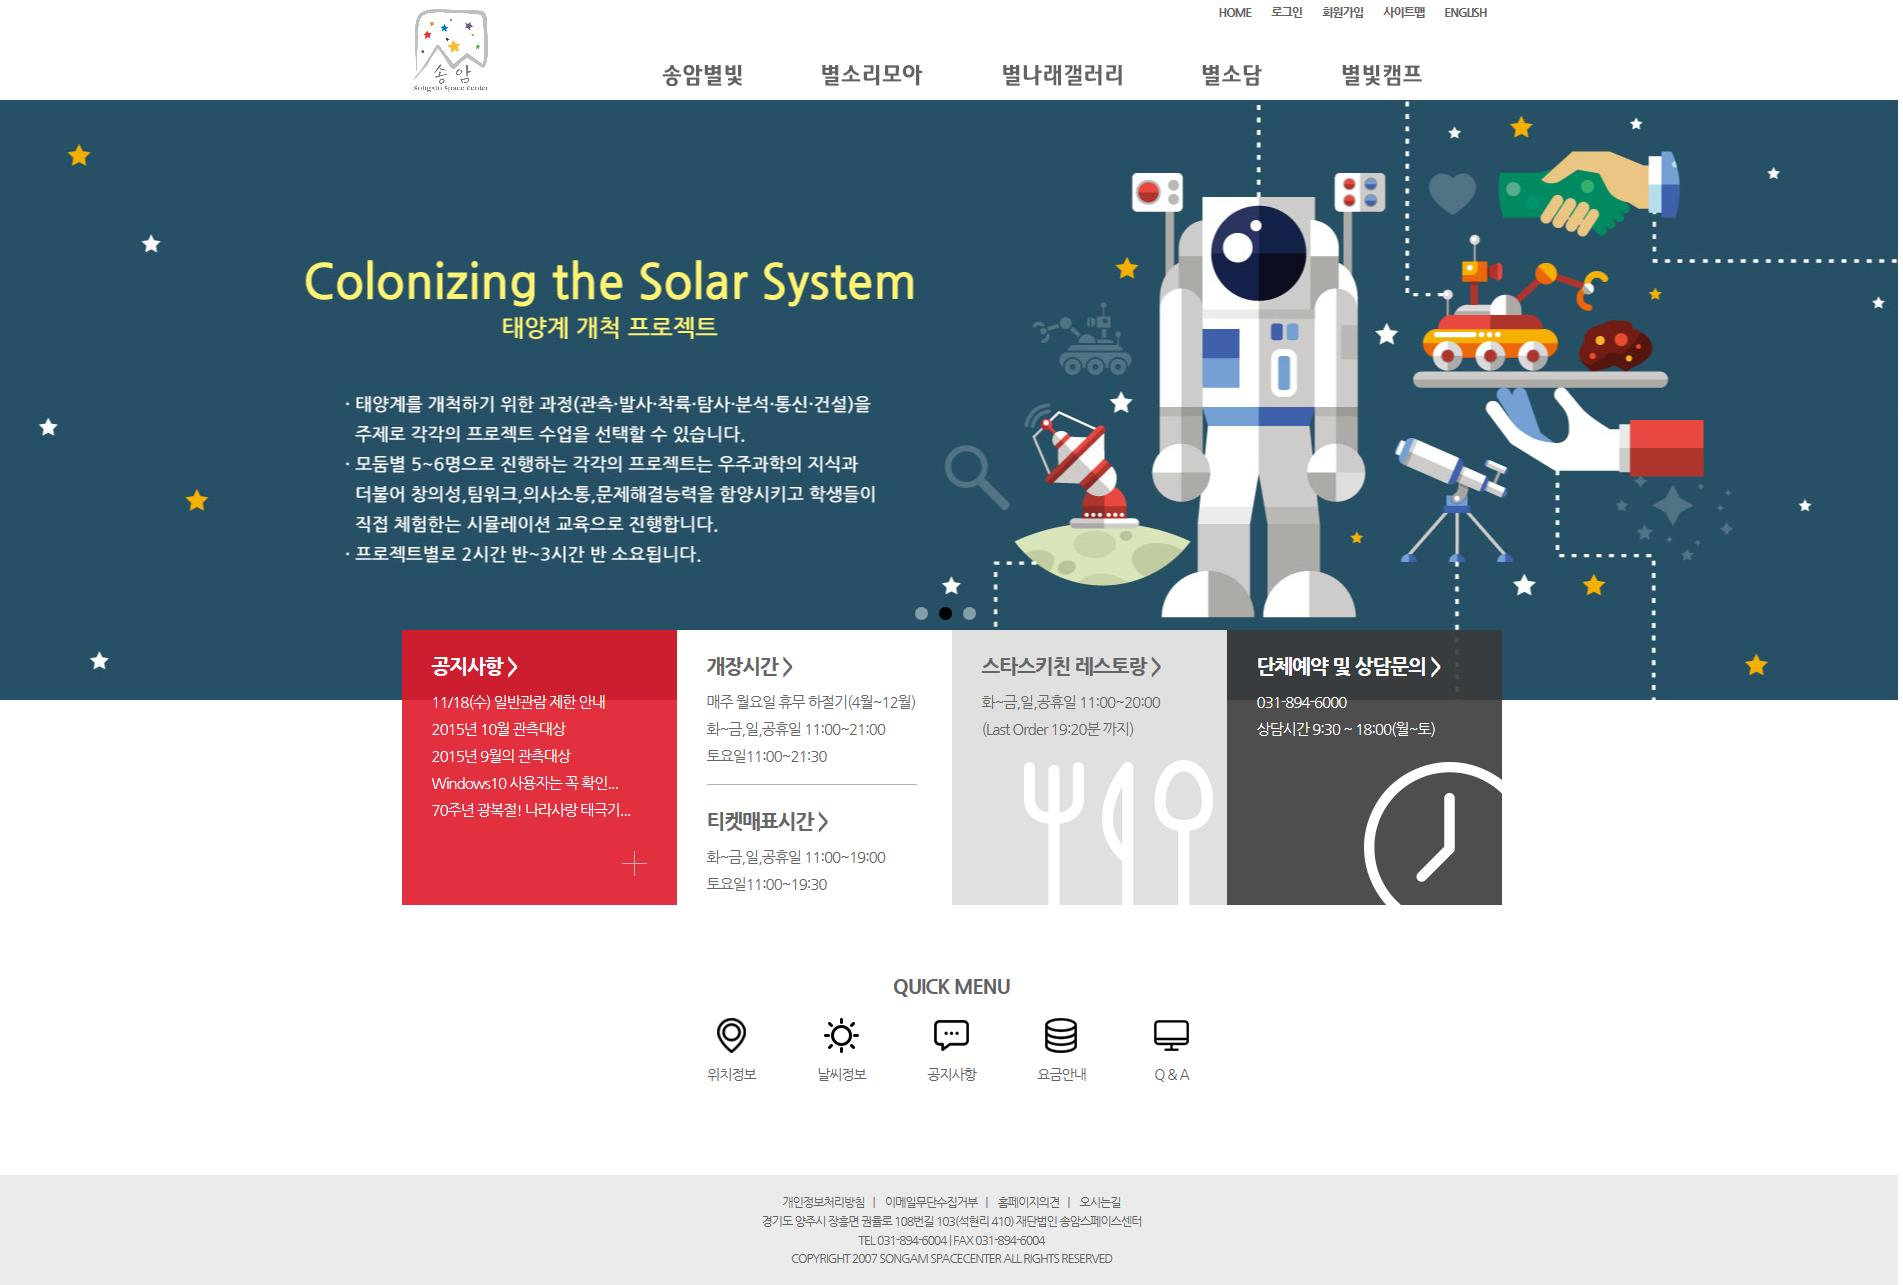 HOME 로그인 회원가입 사이트맵 ENGLISH
송암
Songam Space Center
송암별빛 별소리모아 별나래갤러리 별소담 별빛캠프
Colonizing the Solar System
태양계 개척 프로젝트
· 태양계를 개척하기 위한 과정(관측·발사·착륙·탐사·분석·통신·건설)을
주제로 각각의 프로젝트 수업을 선택할 수 있습니다.
· 모둠별 5~6명으로 진행하는 각각의 프로젝트는 우주과학의 지식과
더불어 창의성,팀워크,의사소통,문제해결능력을 함양시키고 학생들이
직접 체험한는 시뮬레이션 교육으로 진행합니다.
· 프로젝트별로 2시간 반~3시간 반 소요됩니다.
공지사항 >
11/18(수) 일반관람 제한 안내
2015년 10월 관측대상
2015년 9월의 관측대상
Windows10 사용자는 꼭 확인...
70주년 광복절! 나라사랑 태극기...
개장시간 >
매주 월요일 휴무 하절기(4월~12월)
화~금,일,공휴일 11:00~21:00
토요일11:00~21:30
티켓매표시간 >
화~금,일,공휴일 11:00~19:00
토요일11:00~19:30
스타스키친 레스토랑 >
화~금,일,공휴일 11:00~20:00
(Last Order 19:20분 까지)
단체예약 및 상담문의 >
031-894-6000
상담시간 9:30 ~ 18:00(월~토)
QUICK MENU
위치정보 날씨정보 공지사항 요금안내 Q & A
개인정보처리방침 | 이메일무단수집거부 | 홈페이지의견 | 오시는길
경기도 양주시 장흥면 권율로 108번길 103(석현리 410) 재단법인 송암스페이스센터
TEL 031-894-6004 | FAX 031-894-6004
COPYRIGHT 2007 SONGAM SPACECENTER ALL RIGHTS RESERVED